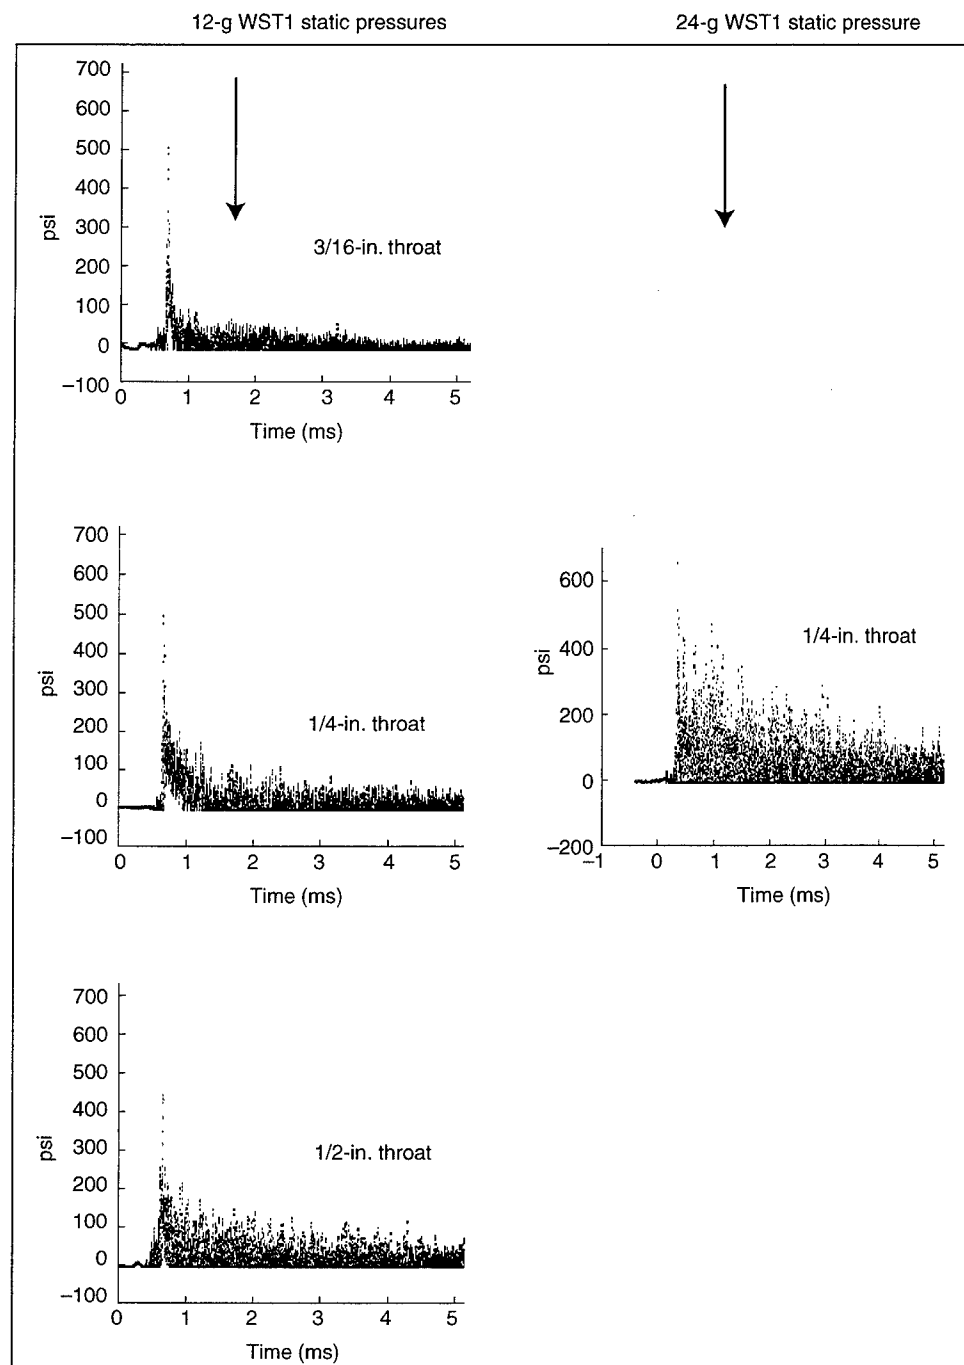 12-g WST1 static pressures
24-g WST1 static pressure
700
600
500
400
300
200
100
0
−100
psi
3/16-in. throat
0 1 2 3 4 5
Time (ms)
700
600
500
400
300
200
100
0
−100
psi
1/4-in. throat
0 1 2 3 4 5
Time (ms)
600
400
200
0
−200
psi
1/4-in. throat
−1 0 1 2 3 4 5
Time (ms)
700
600
500
400
300
200
100
0
−100
psi
1/2-in. throat
0 1 2 3 4 5
Time (ms)